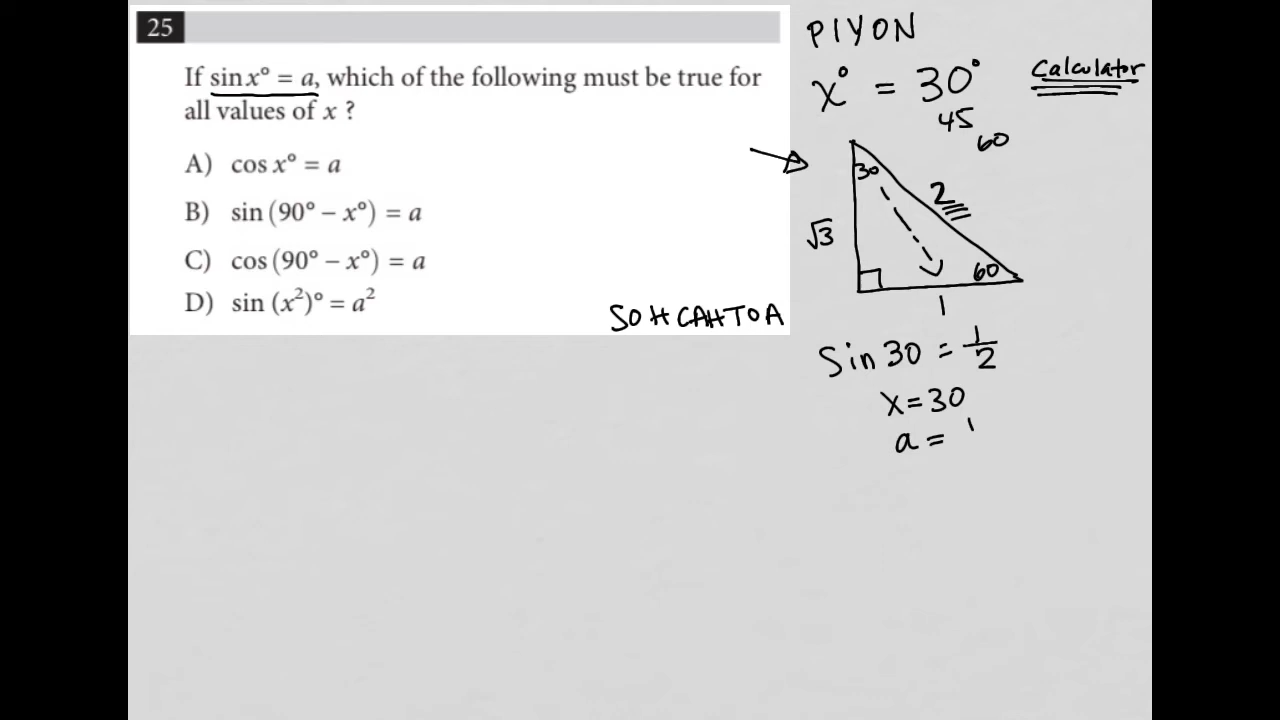 25
If sin x° = a, which of the following must be true for
all values of x ?
A) cos x° = a
B) sin (90° − x°) = a
C) cos (90° − x°) = a
D) sin (x²)° = a²
SOHCAHTOA
PIYON
x° = 30°
45
60
Calculator
30
2
√3
60
1
Sin 30 = 1/2
x = 30
a =